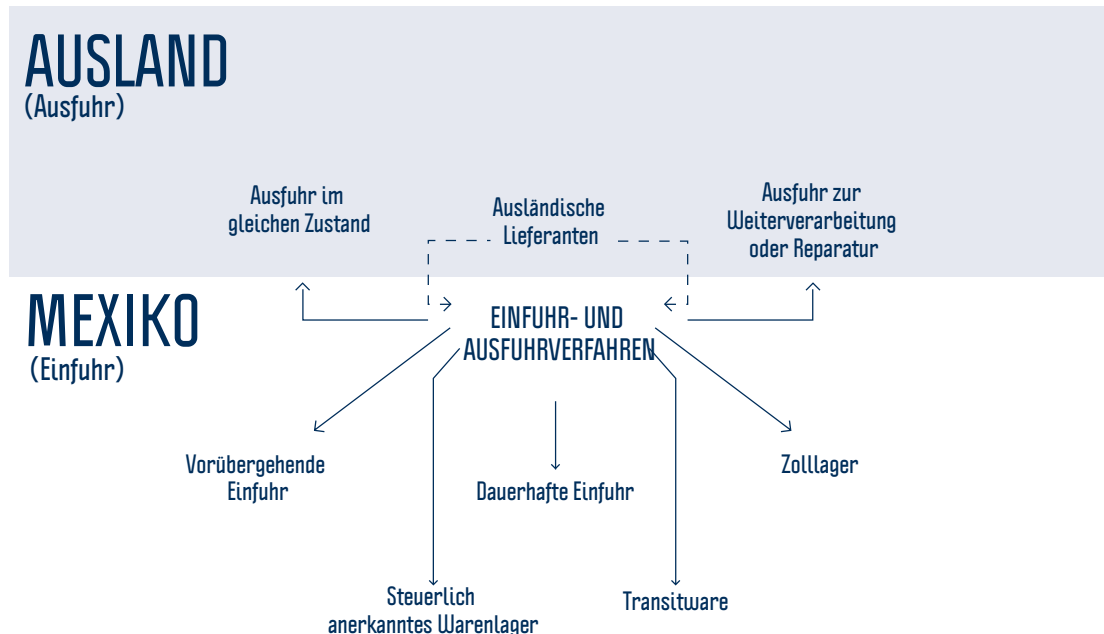 AUSLAND
(Ausfuhr)
Ausfuhr im
gleichen Zustand
Ausländische
Lieferanten
Ausfuhr zur
Weiterverarbeitung
oder Reparatur
MEXIKO
(Einfuhr)
EINFUHR- UND
AUSFUHRVERFAHREN
Vorübergehende
Einfuhr
Dauerhafte Einfuhr
Zolllager
Steuerlich
anerkanntes Warenlager
Transitware